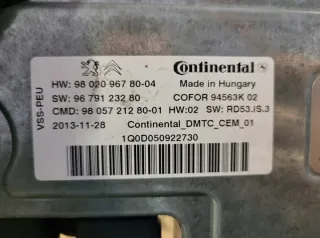 Continental
Made in Hungary
HW: 98 020 967 80-04
SW: 96 791 232 80 COFOR 94563K 02
CMD: 98 057 212 80-01 HW:02 SW: RD53.IS.3
2013-11-28 Continental_DMTC_CEM_01
1Q0D050922730
VSS-PEU